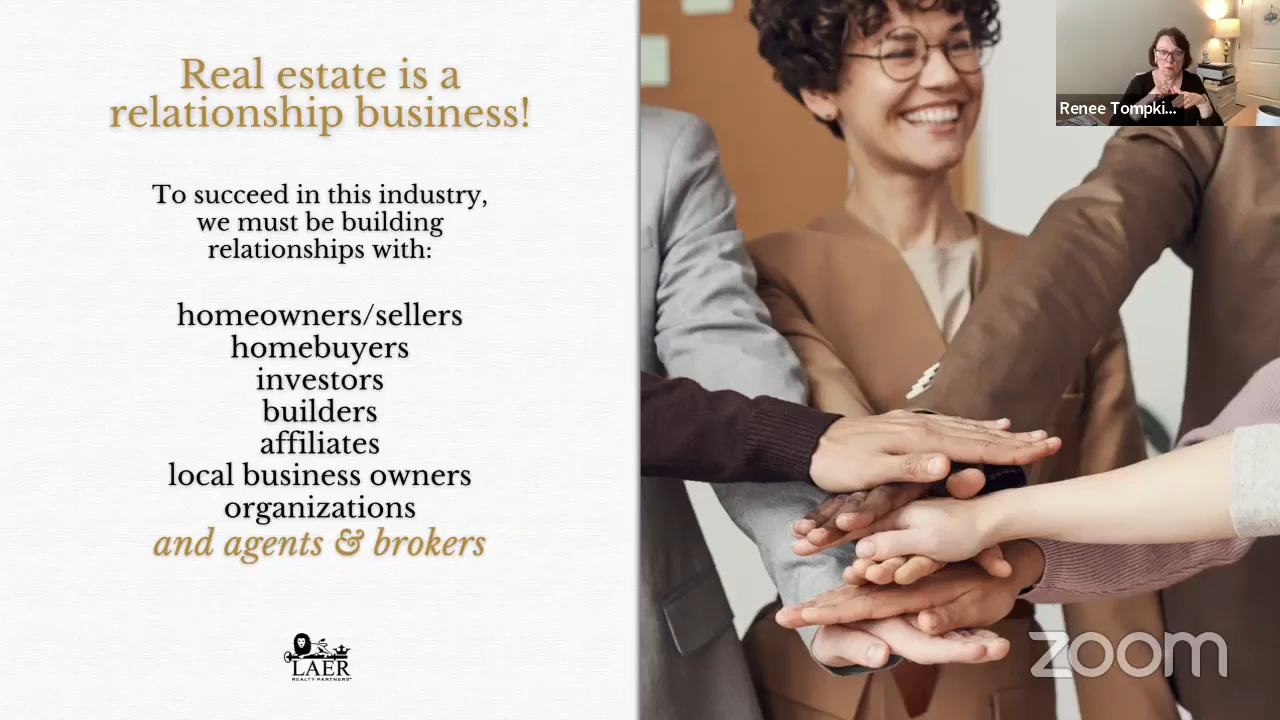 Real estate is a
relationship business!
To succeed in this industry,
we must be building
relationships with:
homeowners/sellers
homebuyers
investors
builders
affiliates
local business owners
organizations
and agents & brokers
LAER
REALTY PARTNERS
Renee Tompki...
zoom